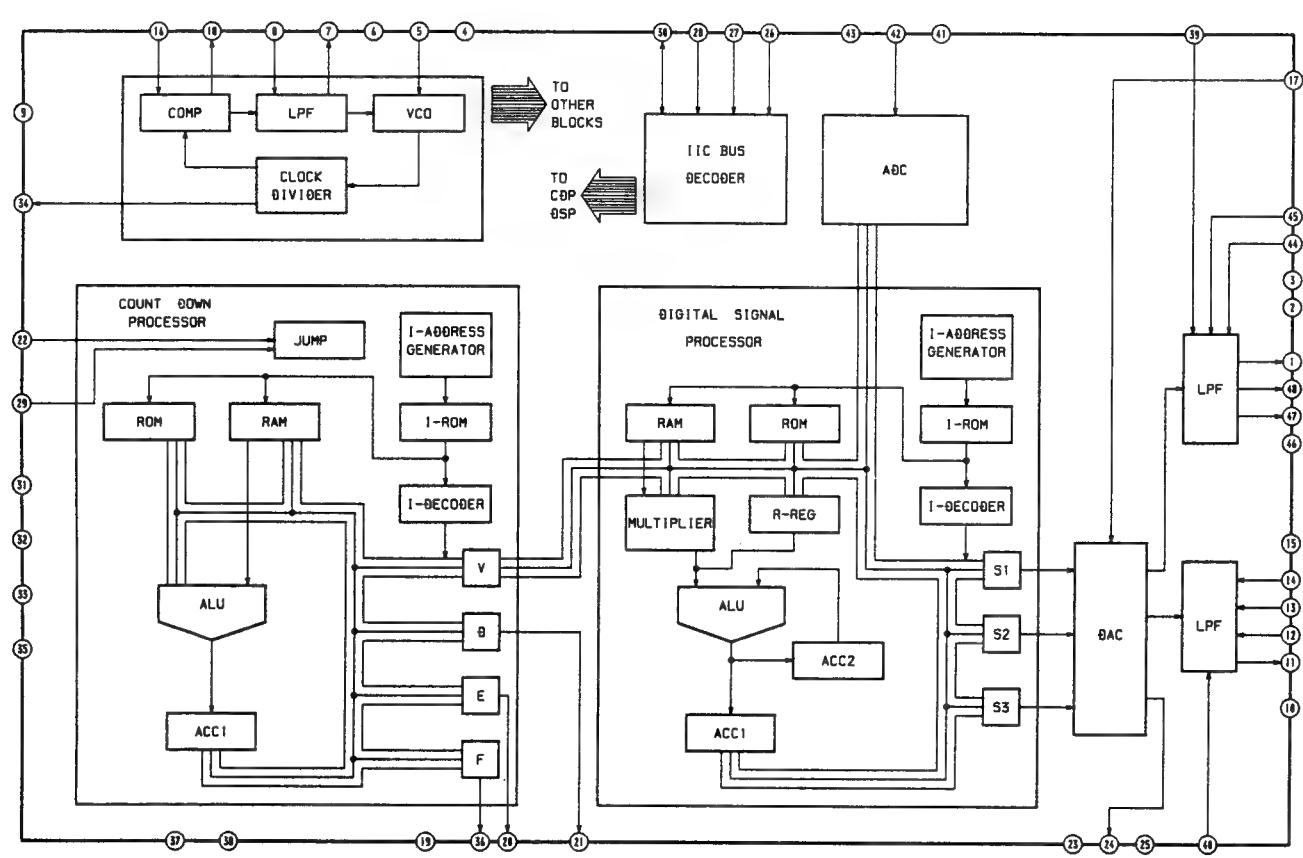 16 10 8 7 6 5 4 30 28 27 26 43 42 41 39
17
9
COMP LPF VCO
TO
OTHER
BLOCKS
IIC BUS
DECODER
ADC
CLOCK
DIVIDER
TO
CDP
DSP
34
45
44
3
2
COUNT DOWN
PROCESSOR
JUMP
I-ADDRESS
GENERATOR
DIGITAL SIGNAL
PROCESSOR
I-ADDRESS
GENERATOR
22
29
LPF
1
48
47
46
ROM RAM I-ROM
RAM ROM I-ROM
31
I-DECODER
MULTIPLIER R-REG I-DECODER
32
15
V
S1
33
ALU
D
ALU
S2
DAC
LPF
14
13
12
11
35
ACC2
E
S3
10
ACC1
F
ACC1
37 38 19 36 20 21 23 24 25 40